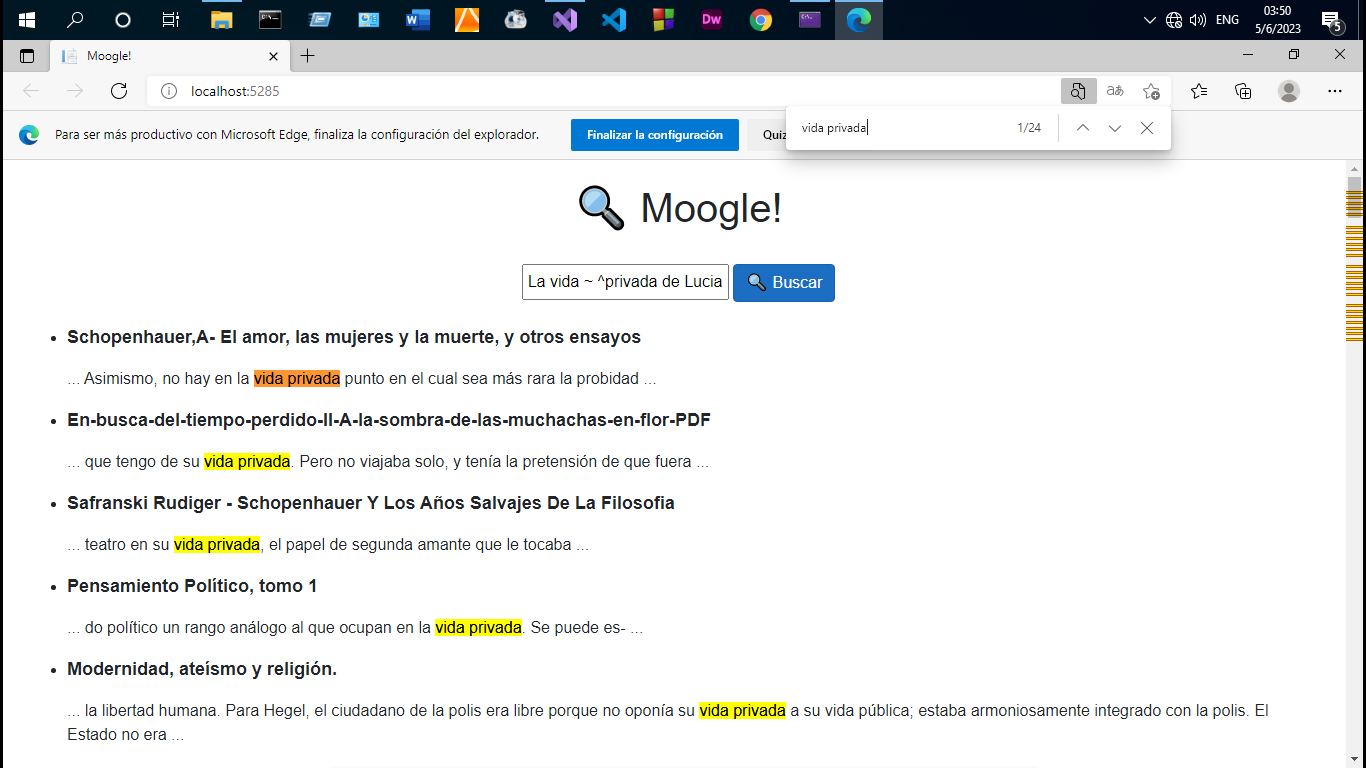 Dw
ENG
03:50
5/6/2023
5
Moogle!
localhost:5285
aあ
Para ser más productivo con Microsoft Edge, finaliza la configuración del explorador.
Finalizar la configuración
Quiz
vida privada
1/24
Moogle!
La vida ~ ^privada de Lucia
Buscar
Schopenhauer,A- El amor, las mujeres y la muerte, y otros ensayos
... Asimismo, no hay en la vida privada punto en el cual sea más rara la probidad ...
En-busca-del-tiempo-perdido-II-A-la-sombra-de-las-muchachas-en-flor-PDF
... que tengo de su vida privada. Pero no viajaba solo, y tenía la pretensión de que fuera ...
Safranski Rudiger - Schopenhauer Y Los Años Salvajes De La Filosofia
... teatro en su vida privada, el papel de segunda amante que le tocaba ...
Pensamiento Político, tomo 1
... do político un rango análogo al que ocupan en la vida privada. Se puede es- ...
Modernidad, ateísmo y religión.
... la libertad humana. Para Hegel, el ciudadano de la polis era libre porque no oponía su vida privada a su vida pública; estaba armoniosamente integrado con la polis. El
Estado no era ...